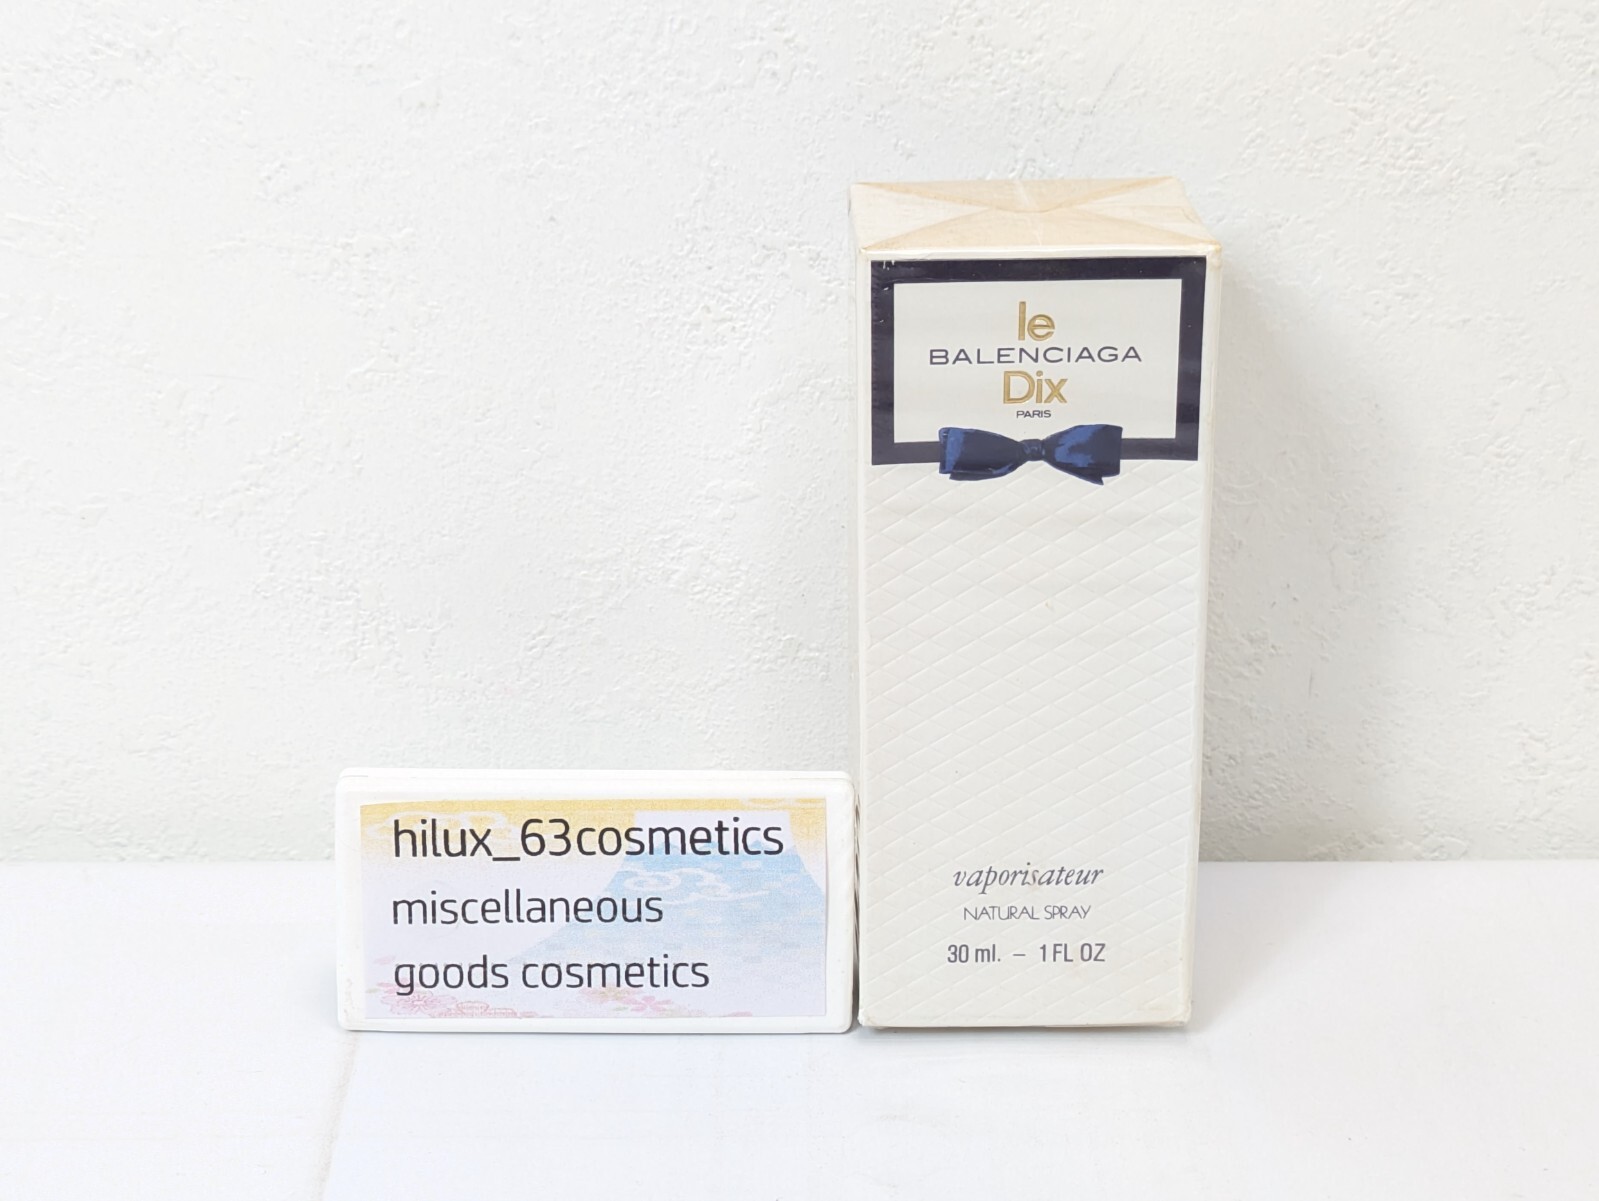 le
BALENCIAGA
Dix
PARIS
vaporisateur
NATURAL SPRAY
30 ml. – 1 FL OZ
hilux_63cosmetics
miscellaneous
goods cosmetics